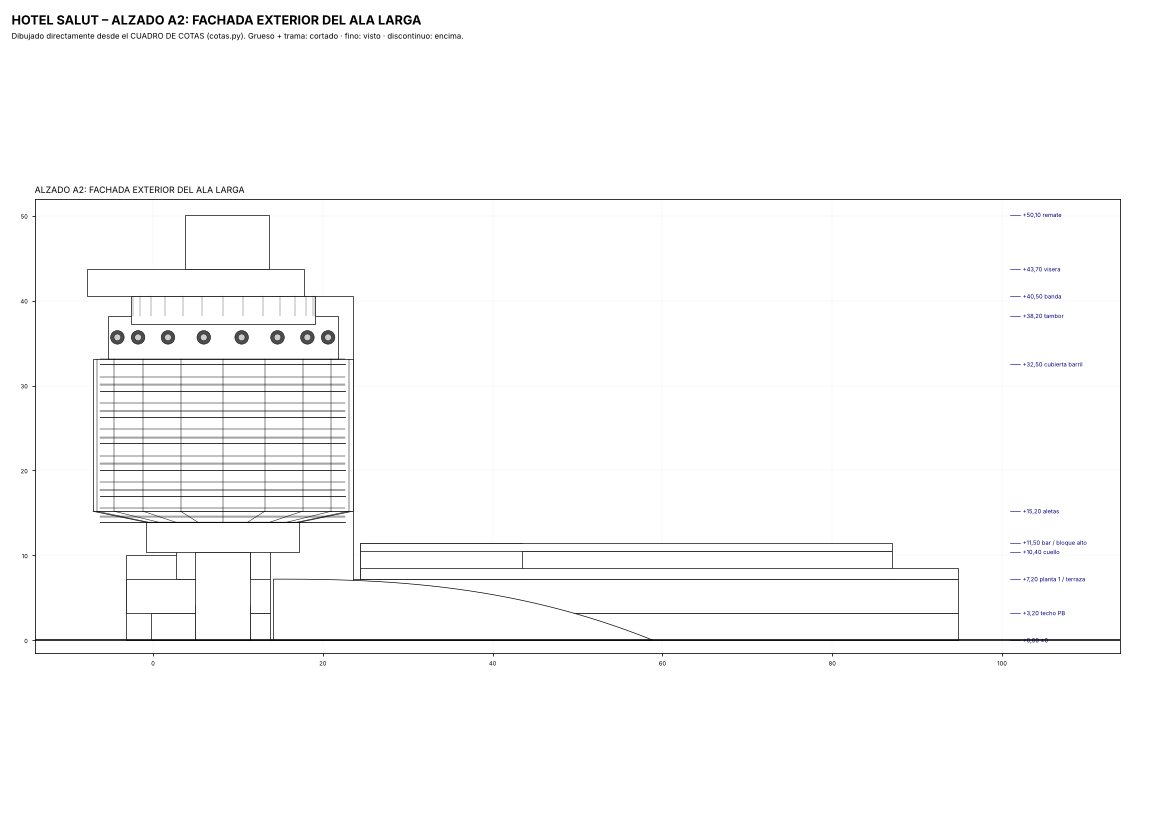 HOTEL SALUT – ALZADO A2: FACHADA EXTERIOR DEL ALA LARGA
Dibujado directamente desde el CUADRO DE COTAS (cotas.py). Grueso + trama: cortado · fino: visto · discontinuo: encima.
ALZADO A2: FACHADA EXTERIOR DEL ALA LARGA
50
+50,10 remate
+43,70 visera
40
+40,50 banda
+38,20 tambor
+32,50 cubierta barril
30
20
+15,20 aletas
+11,50 bar / bloque alto
+10,40 cuello
10
+7,20 planta 1 / terraza
+3,20 techo PB
0
+0,00 ±0
0
20
40
60
80
100